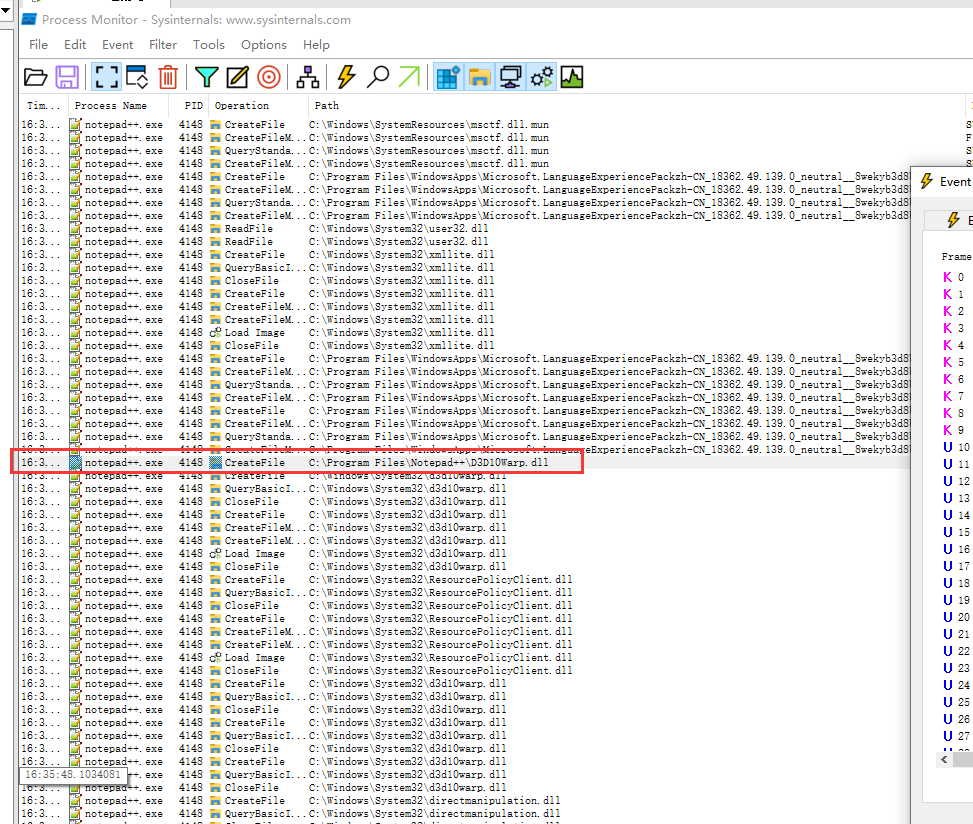 Process Monitor - Sysinternals: www.sysinternals.com
File Edit Event Filter Tools Options Help
Tim... Process Name PID Operation Path
16:3... notepad++.exe 4148 CreateFile C:\Windows\SystemResources\msctf.dll.mun
16:3... notepad++.exe 4148 CreateFileM... C:\Windows\SystemResources\msctf.dll.mun
16:3... notepad++.exe 4148 QueryStanda... C:\Windows\SystemResources\msctf.dll.mun
16:3... notepad++.exe 4148 CreateFileM... C:\Windows\SystemResources\msctf.dll.mun
16:3... notepad++.exe 4148 CreateFile C:\Program Files\WindowsApps\Microsoft.LanguageExperiencePackzh-CN_18362.49.139.0_neutral__8wekyb3d8
16:3... notepad++.exe 4148 CreateFileM... C:\Program Files\WindowsApps\Microsoft.LanguageExperiencePackzh-CN_18362.49.139.0_neutral__8wekyb3d8
16:3... notepad++.exe 4148 QueryStanda... C:\Program Files\WindowsApps\Microsoft.LanguageExperiencePackzh-CN_18362.49.139.0_neutral__8wekyb3d8
16:3... notepad++.exe 4148 CreateFileM... C:\Program Files\WindowsApps\Microsoft.LanguageExperiencePackzh-CN_18362.49.139.0_neutral__8wekyb3d8
16:3... notepad++.exe 4148 ReadFile C:\Windows\System32\user32.dll
16:3... notepad++.exe 4148 ReadFile C:\Windows\System32\user32.dll
16:3... notepad++.exe 4148 CreateFile C:\Windows\System32\xmllite.dll
16:3... notepad++.exe 4148 QueryBasicI... C:\Windows\System32\xmllite.dll
16:3... notepad++.exe 4148 CloseFile C:\Windows\System32\xmllite.dll
16:3... notepad++.exe 4148 CreateFile C:\Windows\System32\xmllite.dll
16:3... notepad++.exe 4148 CreateFileM... C:\Windows\System32\xmllite.dll
16:3... notepad++.exe 4148 CreateFileM... C:\Windows\System32\xmllite.dll
16:3... notepad++.exe 4148 Load Image C:\Windows\System32\xmllite.dll
16:3... notepad++.exe 4148 CloseFile C:\Windows\System32\xmllite.dll
16:3... notepad++.exe 4148 CreateFile C:\Program Files\WindowsApps\Microsoft.LanguageExperiencePackzh-CN_18362.49.139.0_neutral__8wekyb3d8
16:3... notepad++.exe 4148 CreateFileM... C:\Program Files\WindowsApps\Microsoft.LanguageExperiencePackzh-CN_18362.49.139.0_neutral__8wekyb3d8
16:3... notepad++.exe 4148 QueryStanda... C:\Program Files\WindowsApps\Microsoft.LanguageExperiencePackzh-CN_18362.49.139.0_neutral__8wekyb3d8
16:3... notepad++.exe 4148 CreateFileM... C:\Program Files\WindowsApps\Microsoft.LanguageExperiencePackzh-CN_18362.49.139.0_neutral__8wekyb3d8
16:3... notepad++.exe 4148 CreateFile C:\Program Files\WindowsApps\Microsoft.LanguageExperiencePackzh-CN_18362.49.139.0_neutral__8wekyb3d8
16:3... notepad++.exe 4148 CreateFileM... C:\Program Files\WindowsApps\Microsoft.LanguageExperiencePackzh-CN_18362.49.139.0_neutral__8wekyb3d8
16:3... notepad++.exe 4148 QueryStanda... C:\Program Files\WindowsApps\Microsoft.LanguageExperiencePackzh-CN_18362.49.139.0_neutral__8wekyb3d8
16:3... notepad++.exe 4148 CreateFileM... C:\Program Files\WindowsApps\Microsoft.LanguageExperiencePackzh-CN_18362.49.139.0_neutral__8wekyb3d8
16:3... notepad++.exe 4148 CreateFile C:\Program Files\Notepad++\D3D10Warp.dll
16:3... notepad++.exe 4148 CreateFile C:\Windows\System32\d3d10warp.dll
16:3... notepad++.exe 4148 QueryBasicI... C:\Windows\System32\d3d10warp.dll
16:3... notepad++.exe 4148 CloseFile C:\Windows\System32\d3d10warp.dll
16:3... notepad++.exe 4148 CreateFile C:\Windows\System32\d3d10warp.dll
16:3... notepad++.exe 4148 CreateFileM... C:\Windows\System32\d3d10warp.dll
16:3... notepad++.exe 4148 CreateFileM... C:\Windows\System32\d3d10warp.dll
16:3... notepad++.exe 4148 Load Image C:\Windows\System32\d3d10warp.dll
16:3... notepad++.exe 4148 CloseFile C:\Windows\System32\d3d10warp.dll
16:3... notepad++.exe 4148 CreateFile C:\Windows\System32\ResourcePolicyClient.dll
16:3... notepad++.exe 4148 QueryBasicI... C:\Windows\System32\ResourcePolicyClient.dll
16:3... notepad++.exe 4148 CloseFile C:\Windows\System32\ResourcePolicyClient.dll
16:3... notepad++.exe 4148 CreateFile C:\Windows\System32\ResourcePolicyClient.dll
16:3... notepad++.exe 4148 CreateFileM... C:\Windows\System32\ResourcePolicyClient.dll
16:3... notepad++.exe 4148 CreateFileM... C:\Windows\System32\ResourcePolicyClient.dll
16:3... notepad++.exe 4148 Load Image C:\Windows\System32\ResourcePolicyClient.dll
16:3... notepad++.exe 4148 CloseFile C:\Windows\System32\ResourcePolicyClient.dll
16:3... notepad++.exe 4148 CreateFile C:\Windows\System32\d3d10warp.dll
16:3... notepad++.exe 4148 QueryBasicI... C:\Windows\System32\d3d10warp.dll
16:3... notepad++.exe 4148 CloseFile C:\Windows\System32\d3d10warp.dll
16:3... notepad++.exe 4148 CreateFile C:\Windows\System32\d3d10warp.dll
16:3... notepad++.exe 4148 QueryBasicI... C:\Windows\System32\d3d10warp.dll
16:3... notepad++.exe 4148 CloseFile C:\Windows\System32\d3d10warp.dll
16:3... notepad++.exe 4148 CreateFile C:\Windows\System32\d3d10warp.dll
16:35:48.1034081 t++.exe 4148 QueryBasicI... C:\Windows\System32\d3d10warp.dll
notepad++.exe 4148 CloseFile C:\Windows\System32\d3d10warp.dll
16:3... notepad++.exe 4148 CreateFile C:\Windows\System32\directmanipulation.dll
16:3... notepad++.exe 4148 QueryBasicI... C:\Windows\System32\directmanipulation.dll
Event
E
Frame
K 0
K 1
K 2
K 3
K 4
K 5
K 6
K 7
K 8
K 9
U 10
U 11
U 12
U 13
U 14
U 15
U 16
U 17
U 18
U 19
U 20
U 21
U 22
U 23
U 24
U 25
U 26
U 27